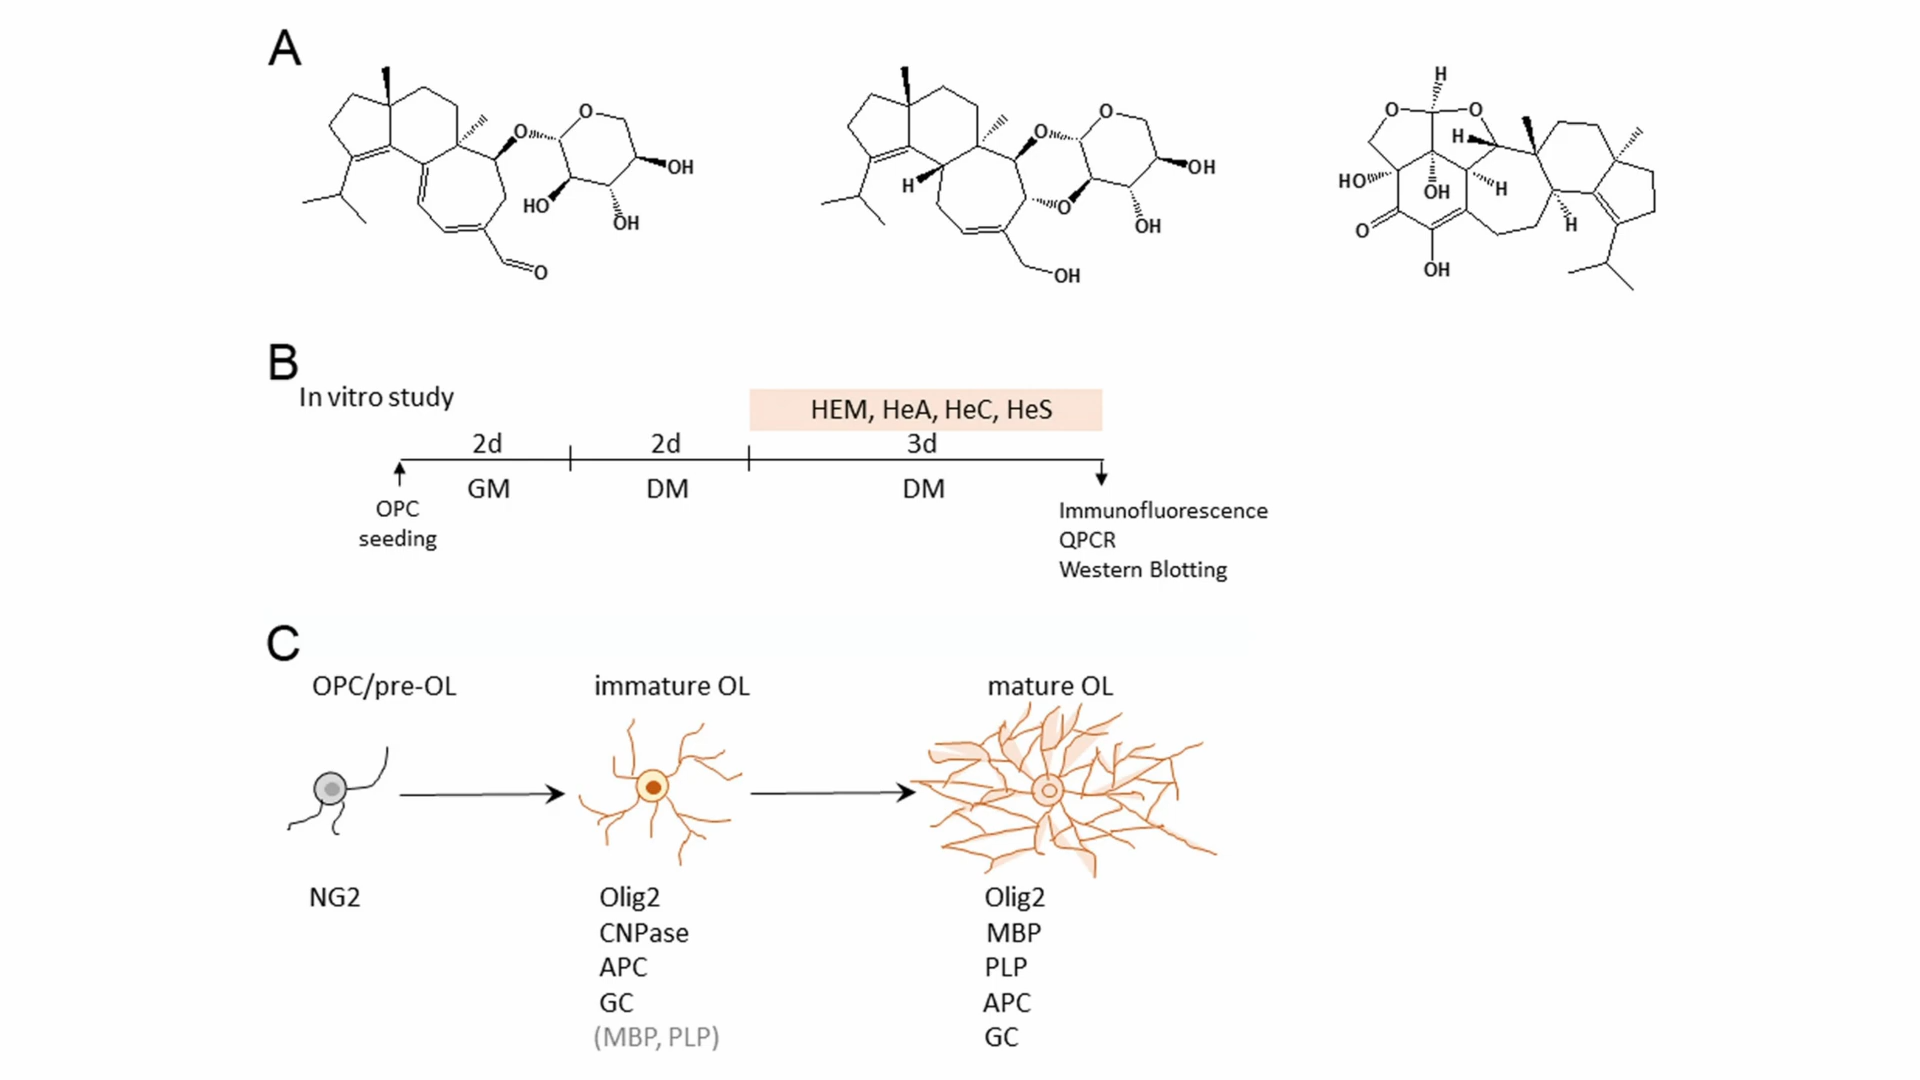 A
O
O
OH
HO
OH
O
O
O
OH
H
O
OH
OH
H
O
O
H
HO
OH
H
O
H
OH
B
In vitro study
HEM, HeA, HeC, HeS
2d
2d
3d
GM
DM
DM
OPC
seeding
Immunofluorescence
QPCR
Western Blotting
C
OPC/pre-OL
immature OL
mature OL
NG2
Olig2
CNPase
APC
GC
(MBP, PLP)
Olig2
MBP
PLP
APC
GC